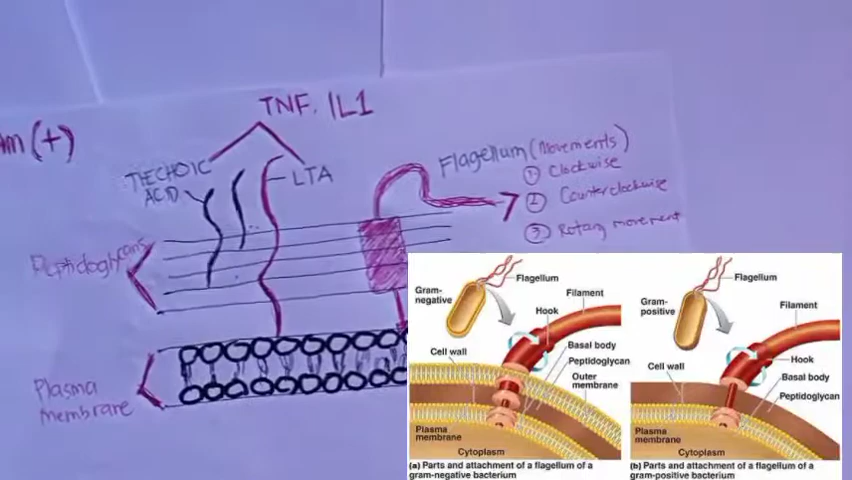 TNF. IL1
Am (+)
TIECHOIC
ACID
LTA
Flagellum (Movements)
① Clockwise
② Counterclockwise
③ Rotary movement
Peptidoglycans
Plasma
membrane
Gram-
negative
Flagellum
Filament
Hook
Cell wall
Basal body
Peptidoglycan
Outer
membrane
Plasma
membrane
Cytoplasm
(a) Parts and attachment of a flagellum of a
gram-negative bacterium
Gram-
positive
Flagellum
Filament
Hook
Cell wall
Basal body
Peptidoglycan
Plasma
membrane
Cytoplasm
(b) Parts and attachment of a flagellum of a
gram-positive bacterium